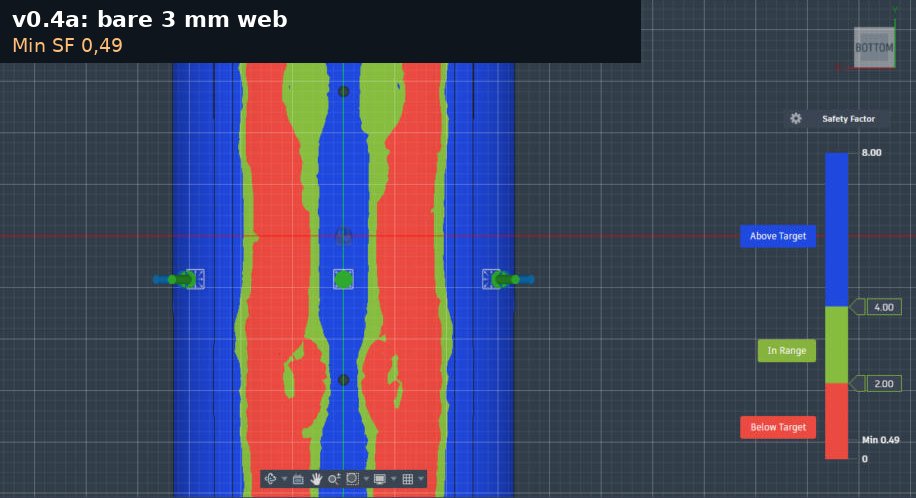 v0.4a: bare 3 mm web
Min SF 0,49
BOTTOM
Safety Factor
8.00
Above Target
4.00
In Range
2.00
Below Target
Min 0.49
0